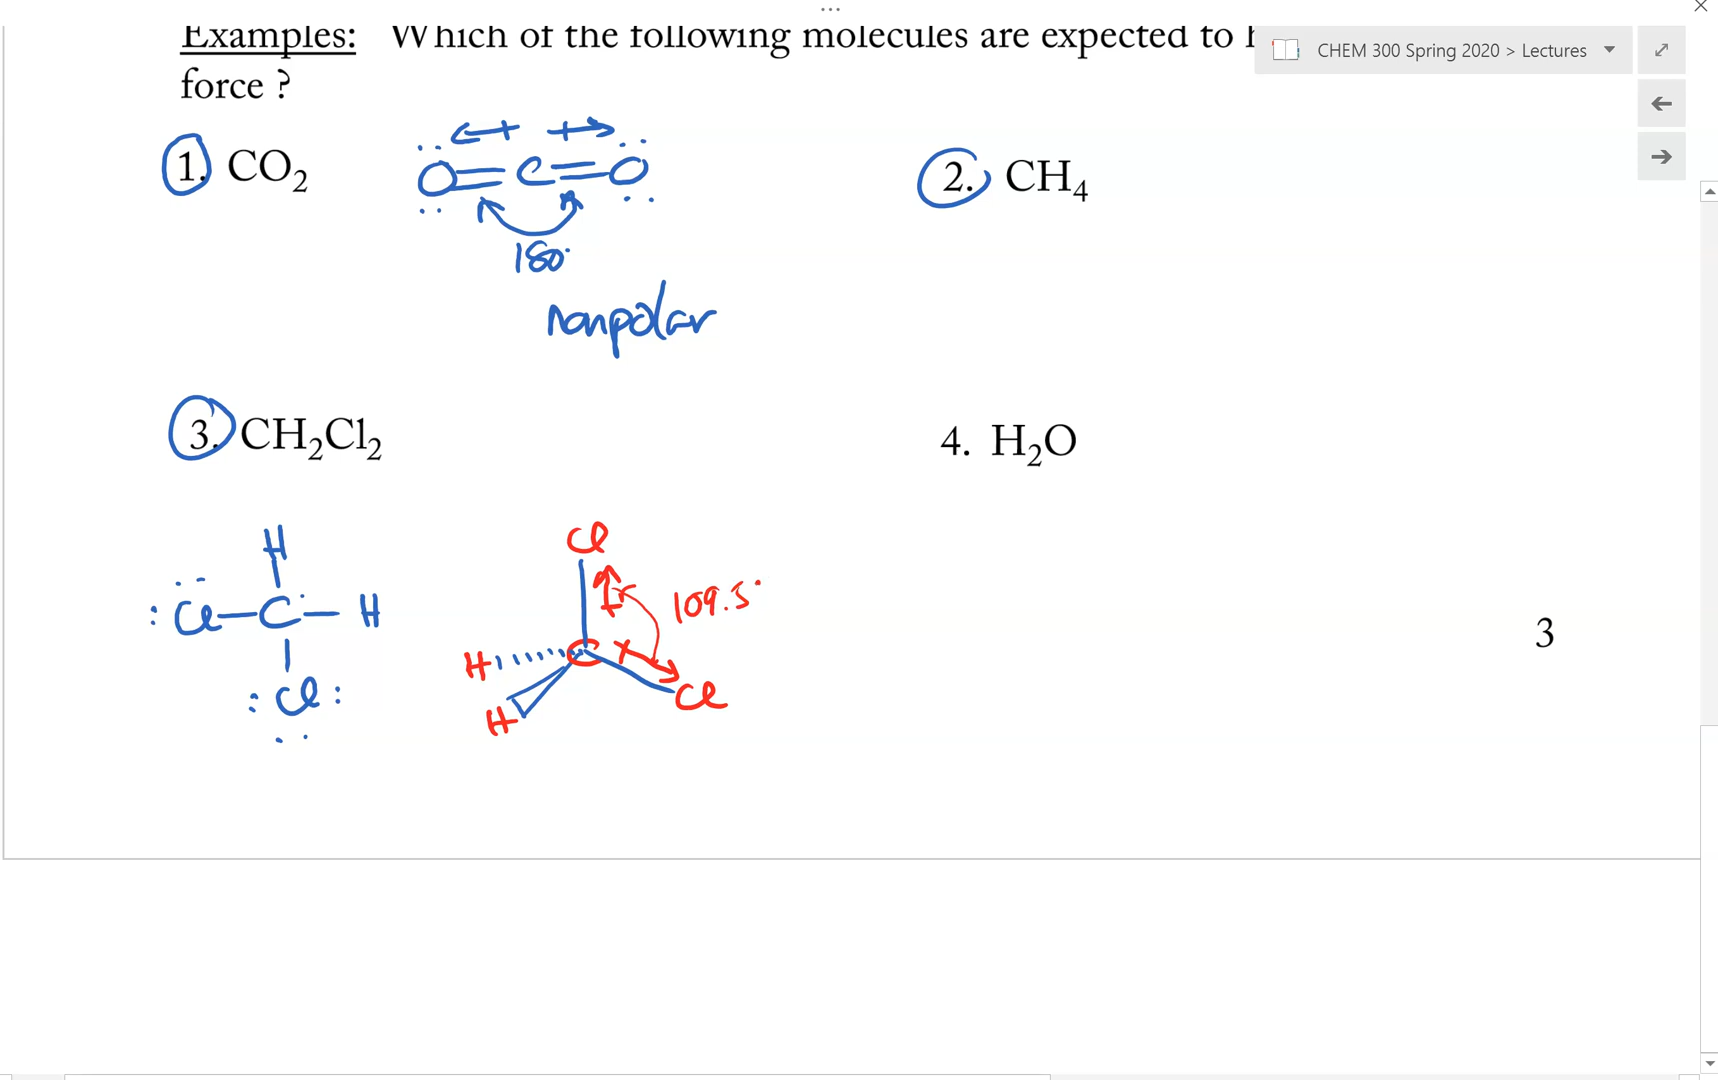 Examples: Which of the following molecules are expected to
force ?
CHEM 300 Spring 2020 > Lectures
1. CO₂
O=C=O
180°
nonpolar
2. CH₄
3. CH₂Cl₂
4. H₂O
H
:Cl-C-H
:Cl:
Cl
109.5°
H C
Cl
H
3